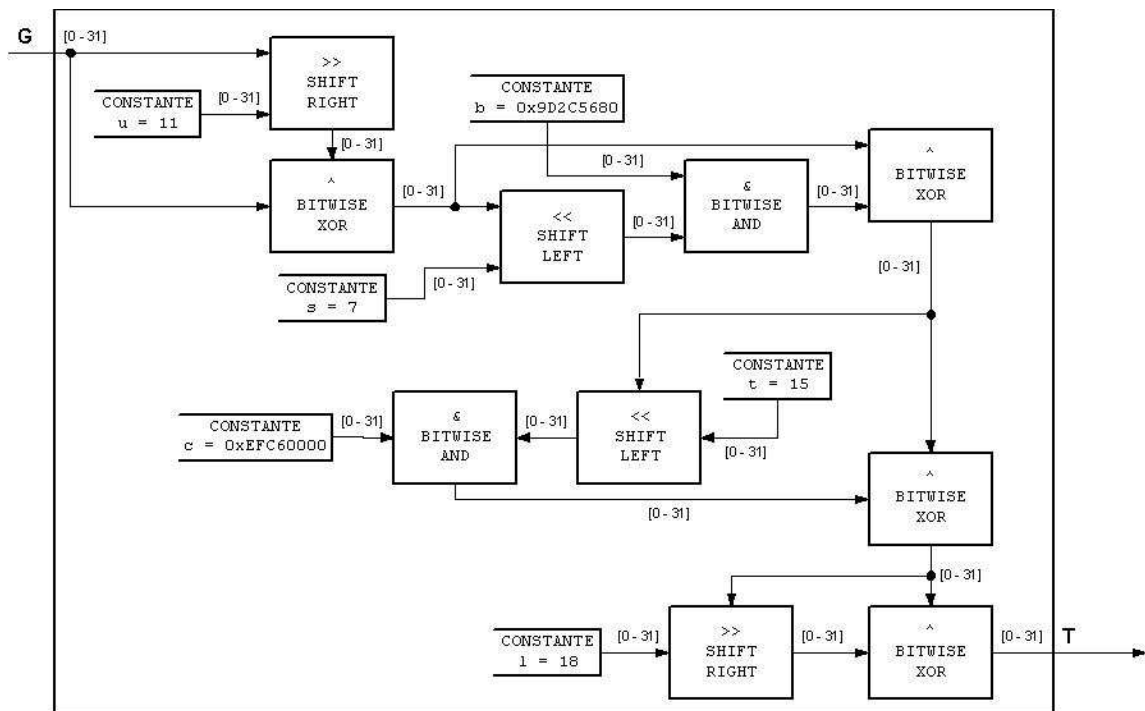 G
[0 - 31]
>>
SHIFT
RIGHT
CONSTANTE
u = 11
[0 - 31]
CONSTANTE
b = 0x9D2C5680
[0 - 31]
^
BITWISE
XOR
[0 - 31]
[0 - 31]
&
BITWISE
AND
[0 - 31]
^
BITWISE
XOR
<<
SHIFT
LEFT
[0 - 31]
CONSTANTE
s = 7
[0 - 31]
[0 - 31]
CONSTANTE
t = 15
CONSTANTE
c = 0xEFC60000
[0 - 31]
&
BITWISE
AND
[0 - 31]
<<
SHIFT
LEFT
[0 - 31]
[0 - 31]
^
BITWISE
XOR
[0 - 31]
CONSTANTE
l = 18
[0 - 31]
>>
SHIFT
RIGHT
[0 - 31]
^
BITWISE
XOR
[0 - 31]
T